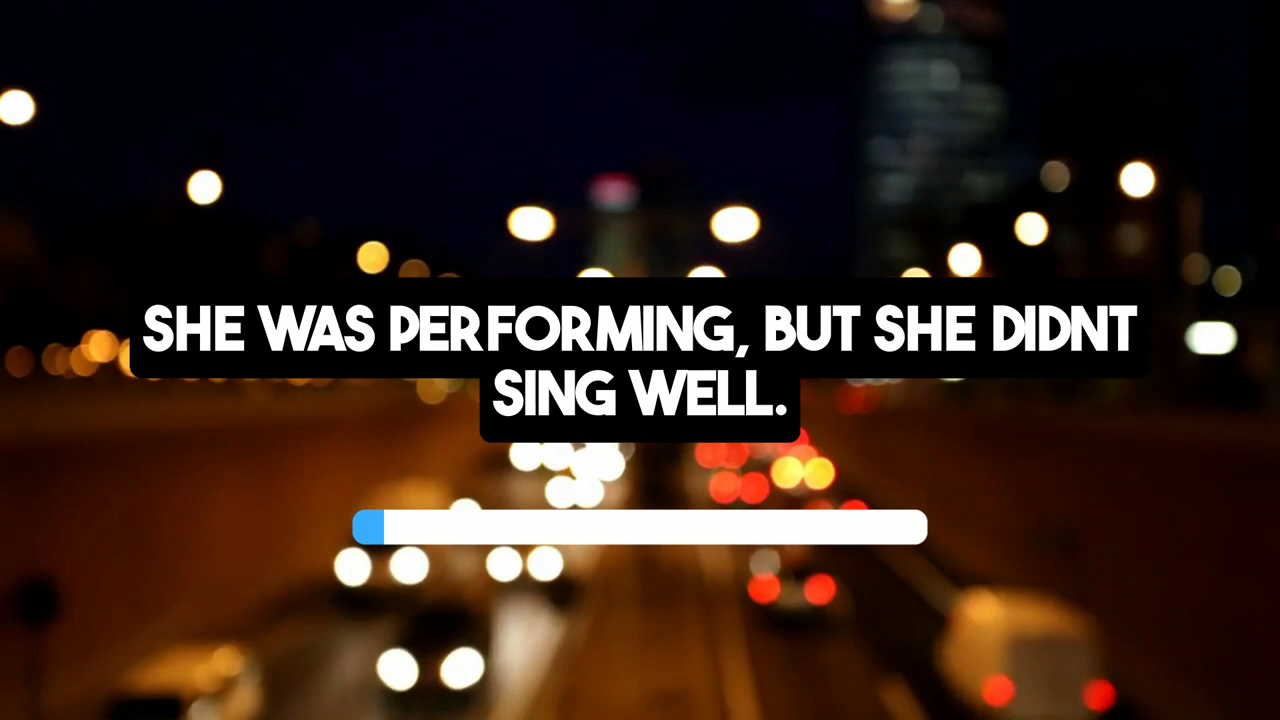 SHE WAS PERFORMING, BUT SHE DIDNT
SING WELL.